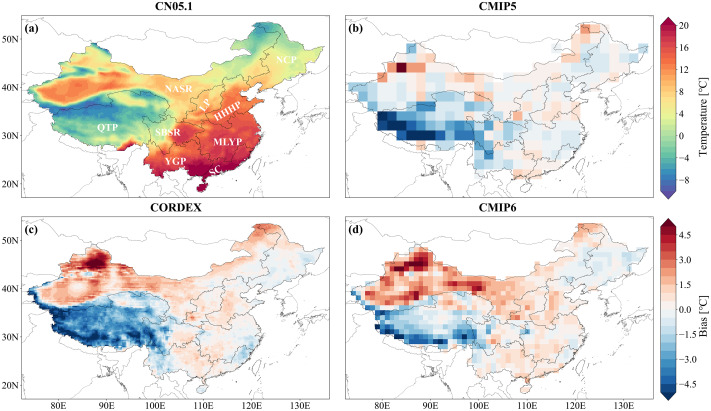 CN05.1
CMIP5
(a)
50N
40N
30N
20N
NCP
NASR
LP
HHHP
QTP
SBSR
MLYP
YGP
SC
(b)
20
16
12
8
4
0
−4
−8
Temperature [°C]
CORDEX
CMIP6
(c)
50N
40N
30N
20N
(d)
4.5
3.0
1.5
0.0
−1.5
−3.0
−4.5
Bias [°C]
80E 90E 100E 110E 120E 130E
80E 90E 100E 110E 120E 130E